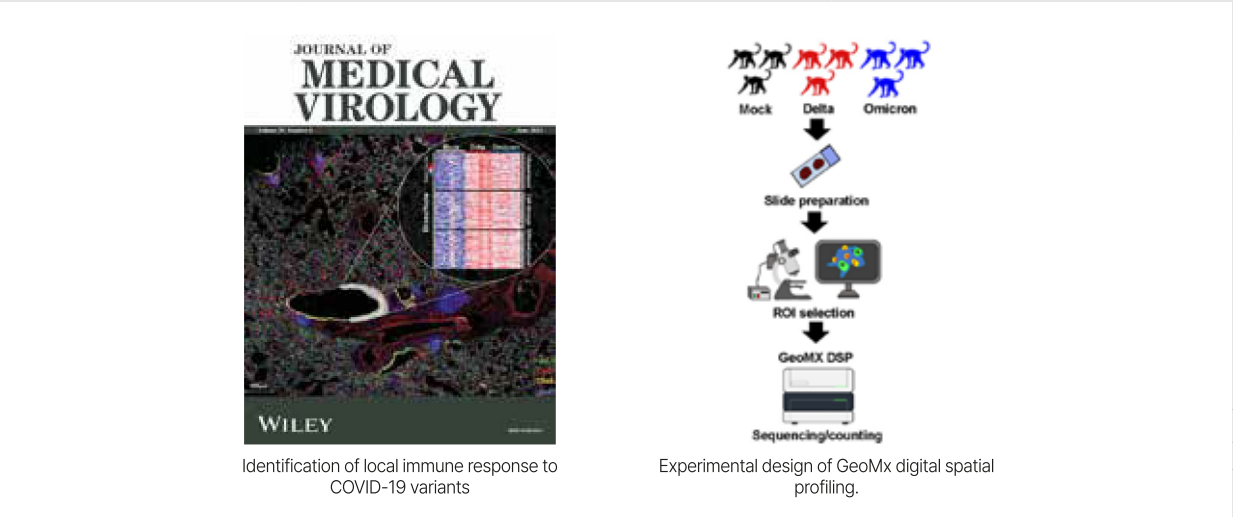 JOURNAL OF
MEDICAL
VIROLOGY
WILEY
Identification of local immune response to
COVID-19 variants
Mock Delta Omicron
Slide preparation
ROI selection
GeoMX DSP
Sequencing/counting
Experimental design of GeoMx digital spatial
profiling.